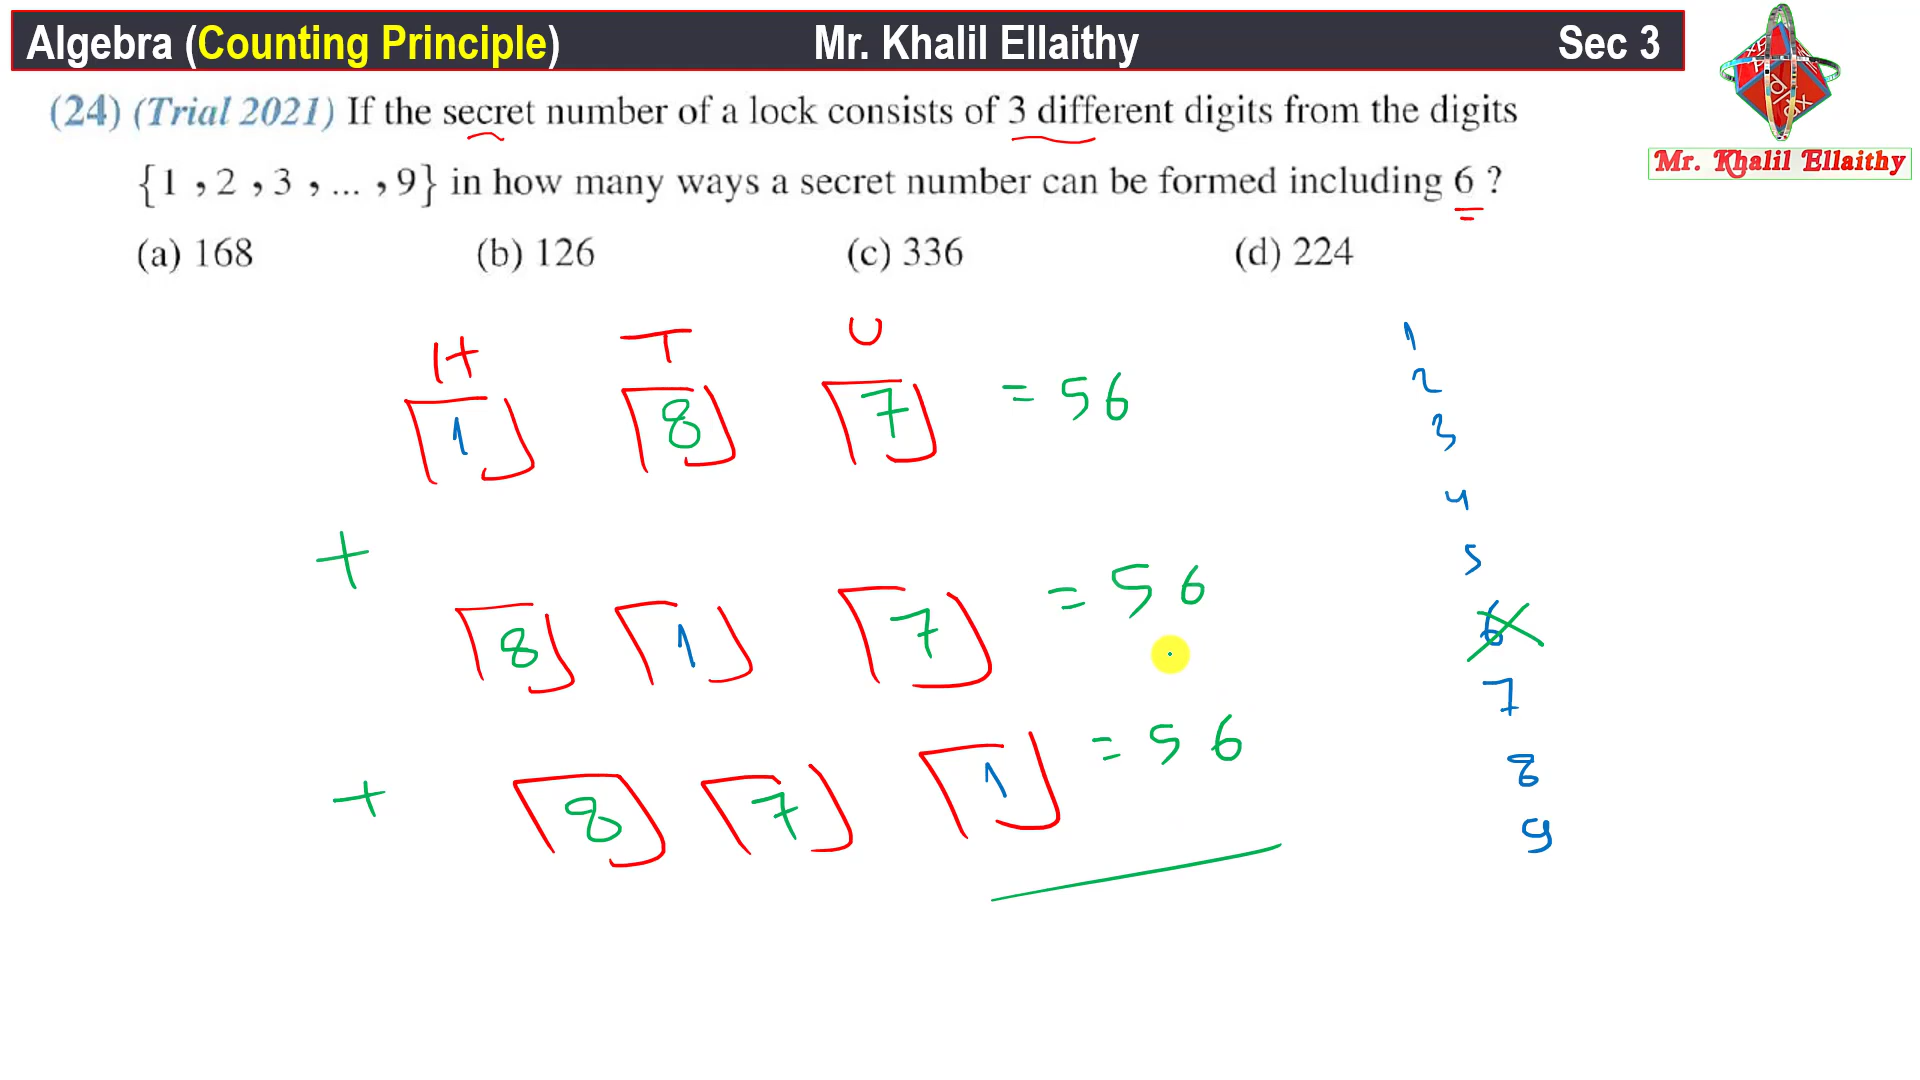 Algebra (Counting Principle) Mr. Khalil Ellaithy Sec 3
Mr. Khalil Ellaithy
(24) (Trial 2021) If the secret number of a lock consists of 3 different digits from the digits
{1 , 2 , 3 , ... , 9} in how many ways a secret number can be formed including 6 ?
(a) 168 (b) 126 (c) 336 (d) 224
H T U
1 8 7 = 56
+
8 1 7 = 56
+ 8 7 1 = 56
1
2
3
4
5
6
7
8
9